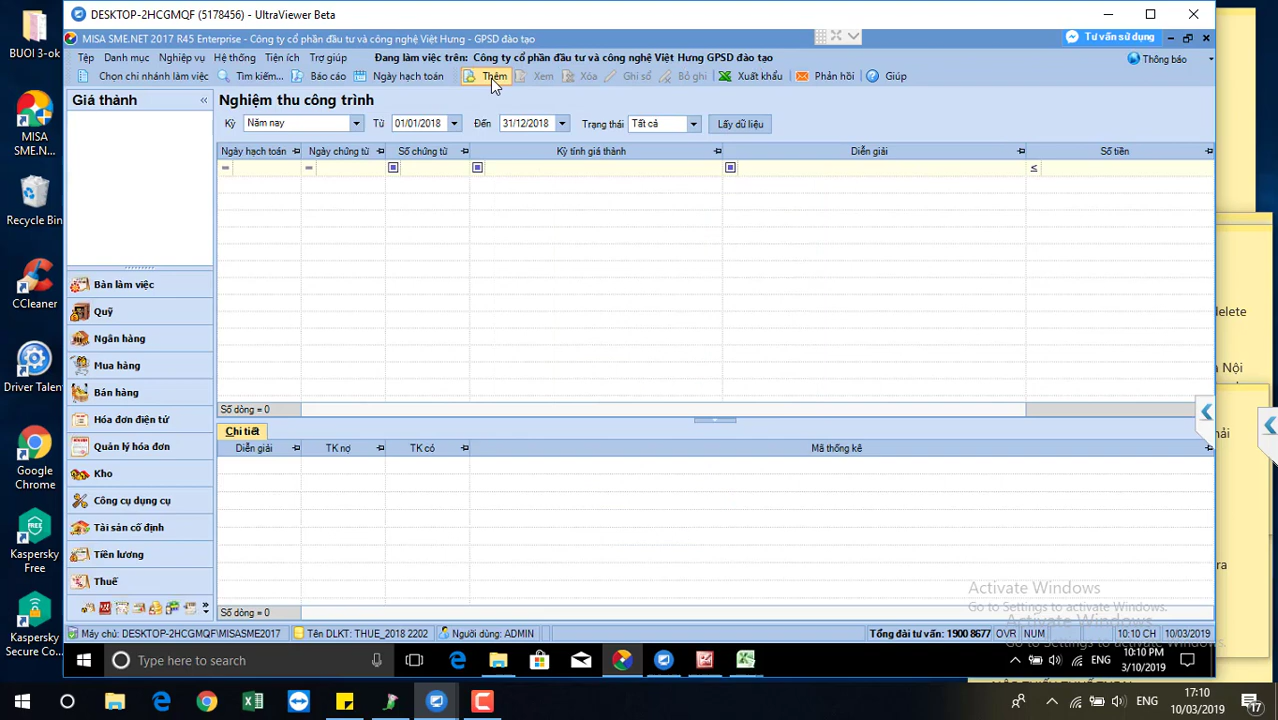 DESKTOP-2HCGMQF (5178456) - UltraViewer Beta
MISA SME.NET 2017 R45 Enterprise - Công ty cổ phần đầu tư và công nghệ Việt Hưng - GPSD đào tạo
Tư vấn sử dụng
Tệp Danh mục Nghiệp vụ Hệ thống Tiện ích Trợ giúp Đang làm việc trên: Công ty cổ phần đầu tư và công nghệ Việt Hưng GPSD đào tạo Thông báo
Chọn chi nhánh làm việc Tìm kiếm... Báo cáo Ngày hạch toán Thêm Xem Xóa Ghi sổ Bỏ ghi Xuất khẩu Phản hồi Giúp
Giá thành «
Nghiệm thu công trình
Kỳ Năm nay Từ 01/01/2018 Đến 31/12/2018 Trạng thái Tất cả Lấy dữ liệu
Ngày hạch toán Ngày chứng từ Số chứng từ Kỳ tính giá thành Diễn giải Số tiền
= = ≤
Bàn làm việc
Quỹ
Ngân hàng
Mua hàng
Bán hàng
Hóa đơn điện tử
Quản lý hóa đơn
Kho
Công cụ dụng cụ
Tài sản cố định
Tiền lương
Thuế
Số dòng = 0
Chi tiết
Diễn giải TK nợ TK có Mã thống kê
Số dòng = 0
Activate Windows
Go to Settings to activate Windows.
Activate Windows
Go to Settings to activate Windows.
Máy chủ: DESKTOP-2HCGMQF\MISASME2017 Tên DLKT: THUE_2018 2202 Người dùng: ADMIN Tổng đài tư vấn: 1900 8677 OVR NUM 10:10 CH 10/03/2019
Type here to search
ENG
10:10 PM
3/10/2019
ENG
17:10
10/03/2019
17
BUOI 3-ok
MISA
SME.N...
Recycle Bin
CCleaner
Driver Talent
Google
Chrome
Kaspersky
Free
Kaspersky
Secure Co...
elete
Nội